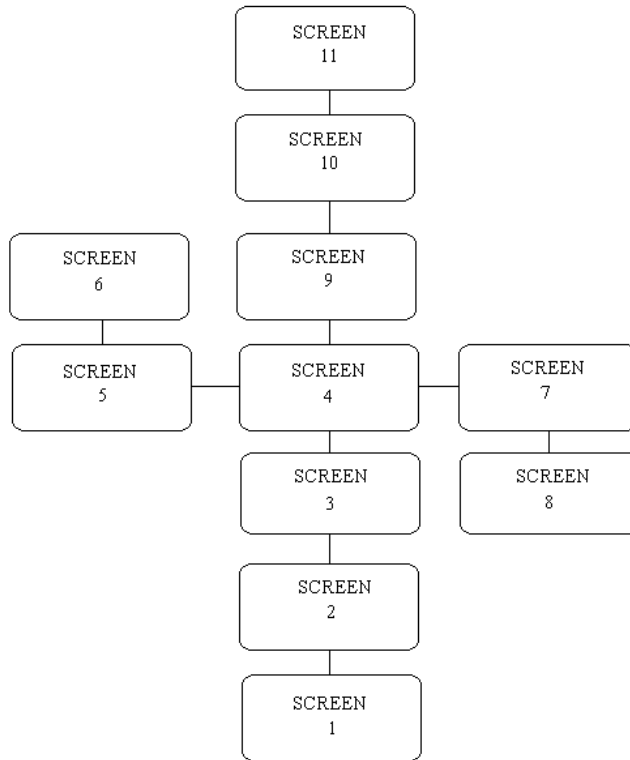 SCREEN
11
SCREEN
10
SCREEN
6
SCREEN
9
SCREEN
5
SCREEN
4
SCREEN
7
SCREEN
3
SCREEN
8
SCREEN
2
SCREEN
1